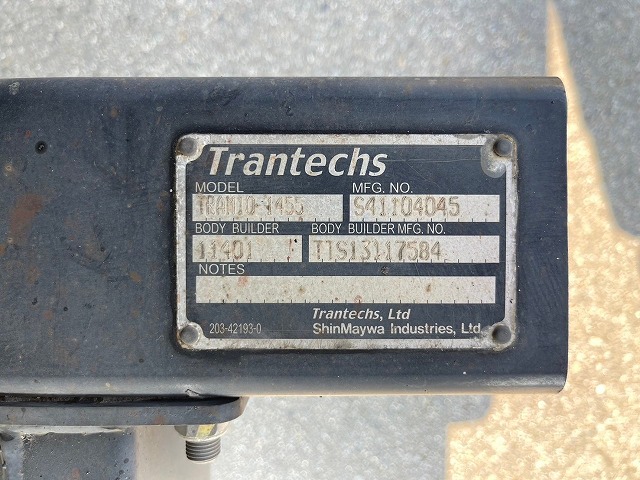 Trantechs
MODEL MFG. NO.
S41104045
BODY BUILDER BODY BUILDER MFG. NO.
11401 TTS13117584
NOTES
Trantechs, Ltd
203-42193-0 ShinMaywa Industries, Ltd.